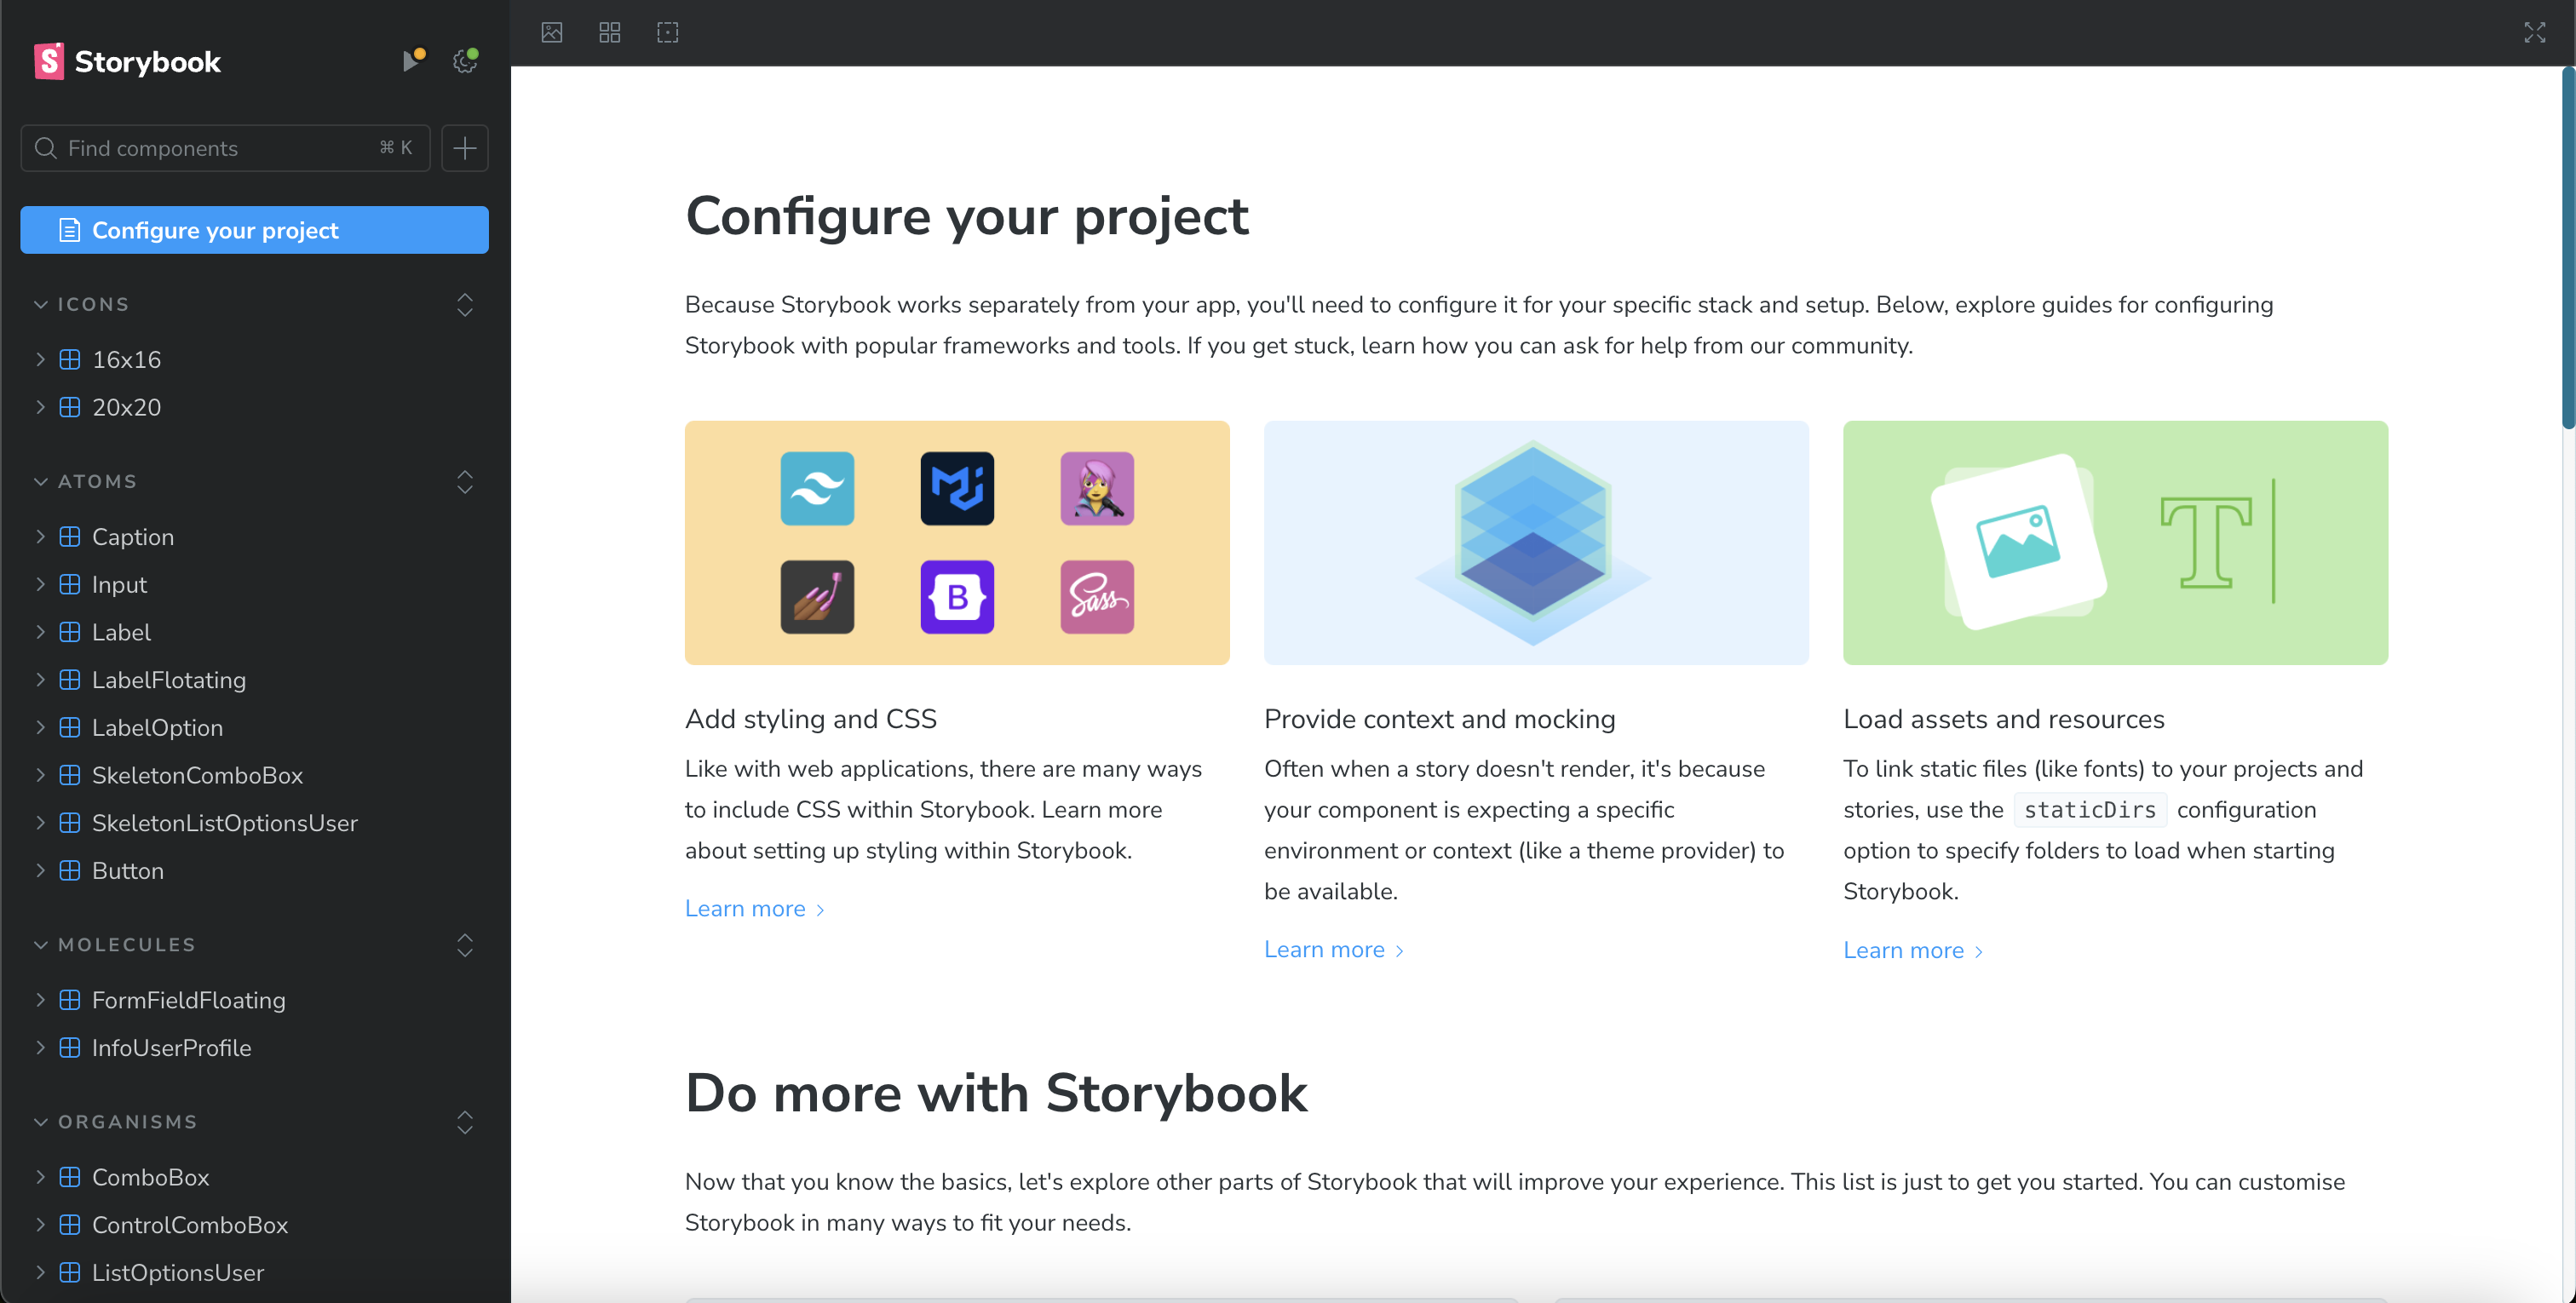 Storybook
Find components
⌘ K
Configure your project
ICONS
16x16
20x20
ATOMS
Caption
Input
Label
LabelFlotating
LabelOption
SkeletonComboBox
SkeletonListOptionsUser
Button
MOLECULES
FormFieldFloating
InfoUserProfile
ORGANISMS
ComboBox
ControlComboBox
ListOptionsUser
Configure your project
Because Storybook works separately from your app, you'll need to configure it for your specific stack and setup. Below, explore guides for configuring
Storybook with popular frameworks and tools. If you get stuck, learn how you can ask for help from our community.
B
Sass
T
Add styling and CSS
Like with web applications, there are many ways
to include CSS within Storybook. Learn more
about setting up styling within Storybook.
Learn more
Provide context and mocking
Often when a story doesn't render, it's because
your component is expecting a specific
environment or context (like a theme provider) to
be available.
Learn more
Load assets and resources
To link static files (like fonts) to your projects and
stories, use the staticDirs configuration
option to specify folders to load when starting
Storybook.
Learn more
Do more with Storybook
Now that you know the basics, let's explore other parts of Storybook that will improve your experience. This list is just to get you started. You can customise
Storybook in many ways to fit your needs.